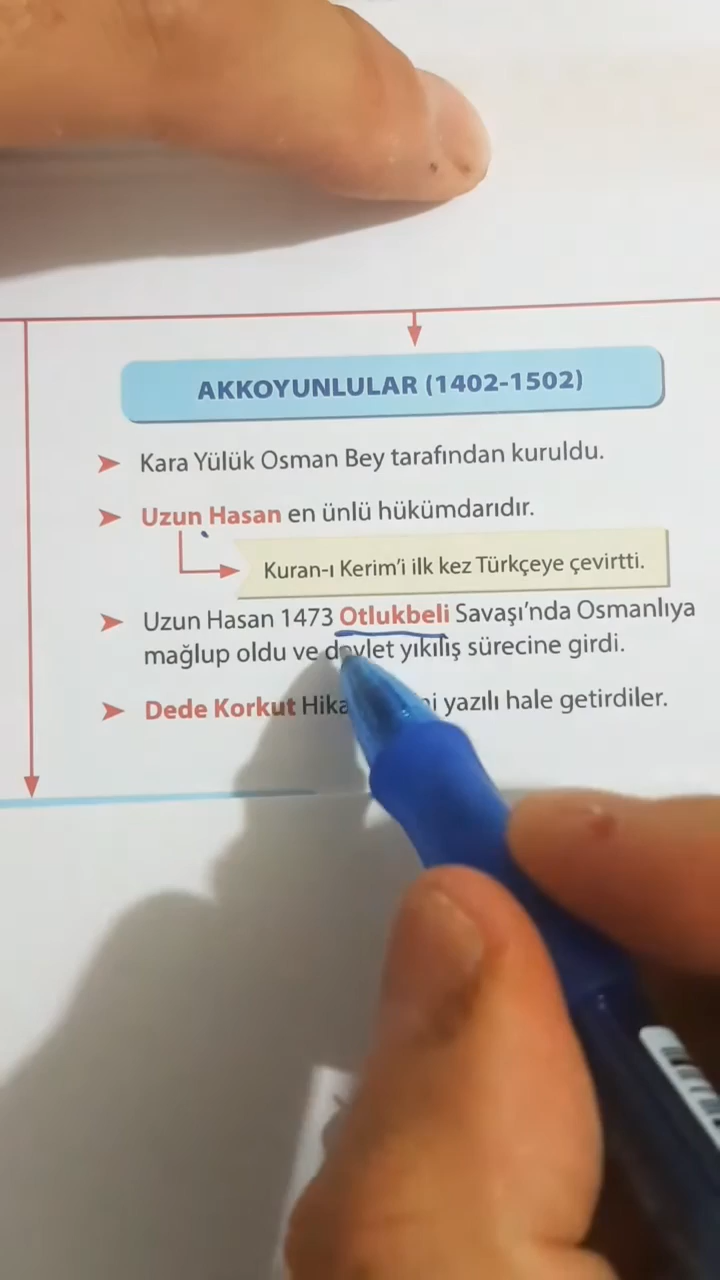 AKKOYUNLULAR (1402-1502)
Kara Yülük Osman Bey tarafından kuruldu.
Uzun Hasan en ünlü hükümdarıdır.
Kuran-ı Kerim'i ilk kez Türkçeye çevirtti.
Uzun Hasan 1473 Otlukbeli Savaşı'nda Osmanlıya
mağlup oldu ve devlet yıkılış sürecine girdi.
Dede Korkut yazılı hale getirdiler.